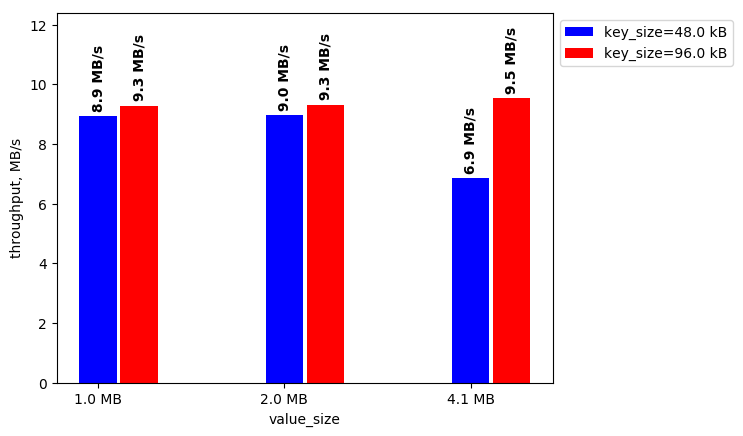 key_size=48.0 kB
key_size=96.0 kB
throughput, MB/s
12
10
8
6
4
2
0
8.9 MB/s
9.3 MB/s
9.0 MB/s
9.3 MB/s
6.9 MB/s
9.5 MB/s
1.0 MB
2.0 MB
4.1 MB
value_size